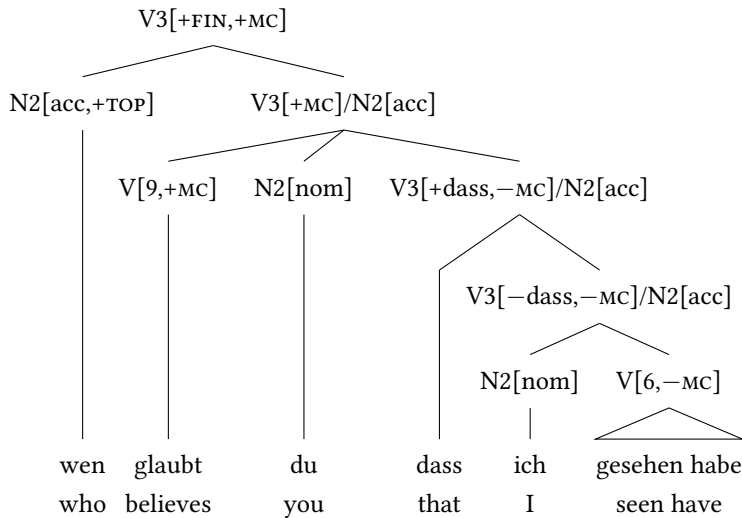 V3[+FIN,+MC]
N2[acc,+TOP] V3[+MC]/N2[acc]
V[9,+MC] N2[nom] V3[+dass,−MC]/N2[acc]
V3[−dass,−MC]/N2[acc]
N2[nom] V[6,−MC]
wen glaubt du dass ich gesehen habe
who believes you that I seen have